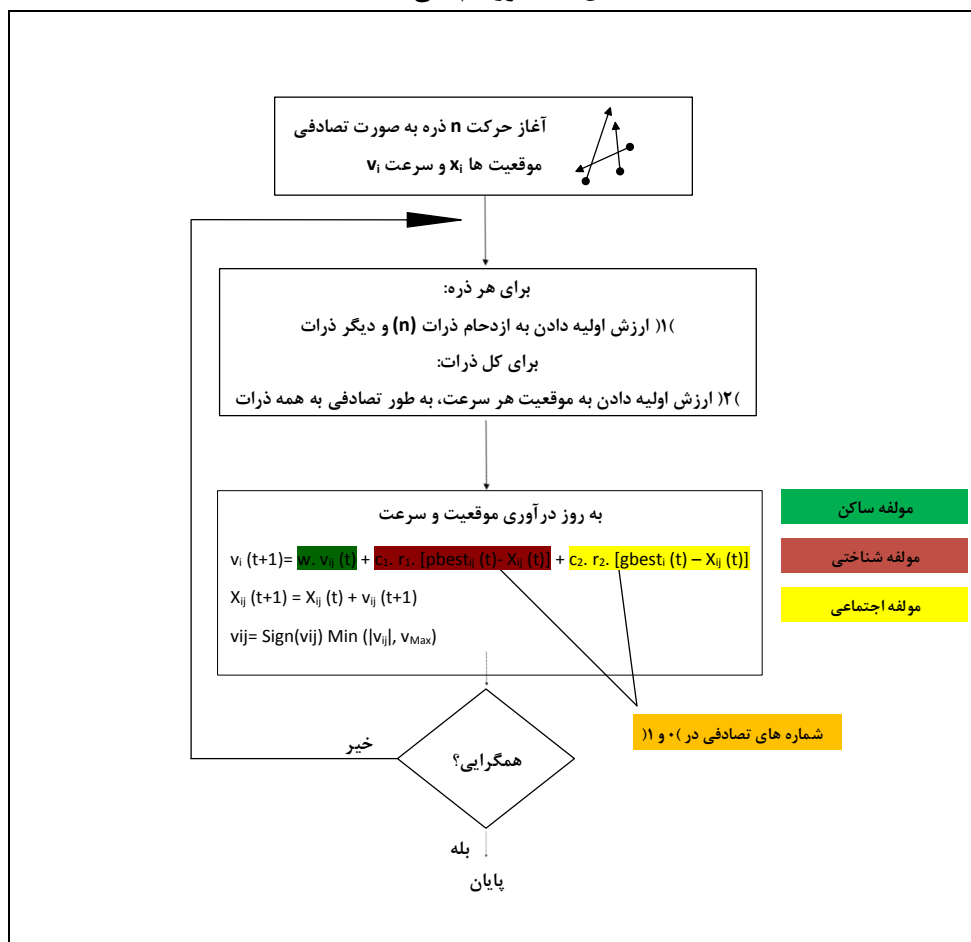 آغاز حرکت n ذره به صورت تصادفی
موقعیت ها xᵢ و سرعت vᵢ
برای هر ذره:
)۱( ارزش اولیه دادن به ازدحام ذرات (n) و دیگر ذرات
برای کل ذرات:
)۲( ارزش اولیه دادن به موقعیت هر سرعت، به طور تصادفی به همه ذرات
به روز درآوری موقعیت و سرعت
vᵢ (t+1)= w. vᵢⱼ (t) + c₁. r₁. [pbestᵢⱼ (t)- Xᵢⱼ (t)] + c₂. r₂. [gbestᵢ (t) – Xᵢⱼ (t)]
Xᵢⱼ (t+1) = Xᵢⱼ (t) + vᵢⱼ (t+1)
vij= Sign(vij) Min (|vᵢⱼ|, vMax)
مولفه ساکن
مولفه شناختی
مولفه اجتماعی
شماره های تصادفی در )۰ و ۱(
همگرایی؟
خیر
بله
پایان